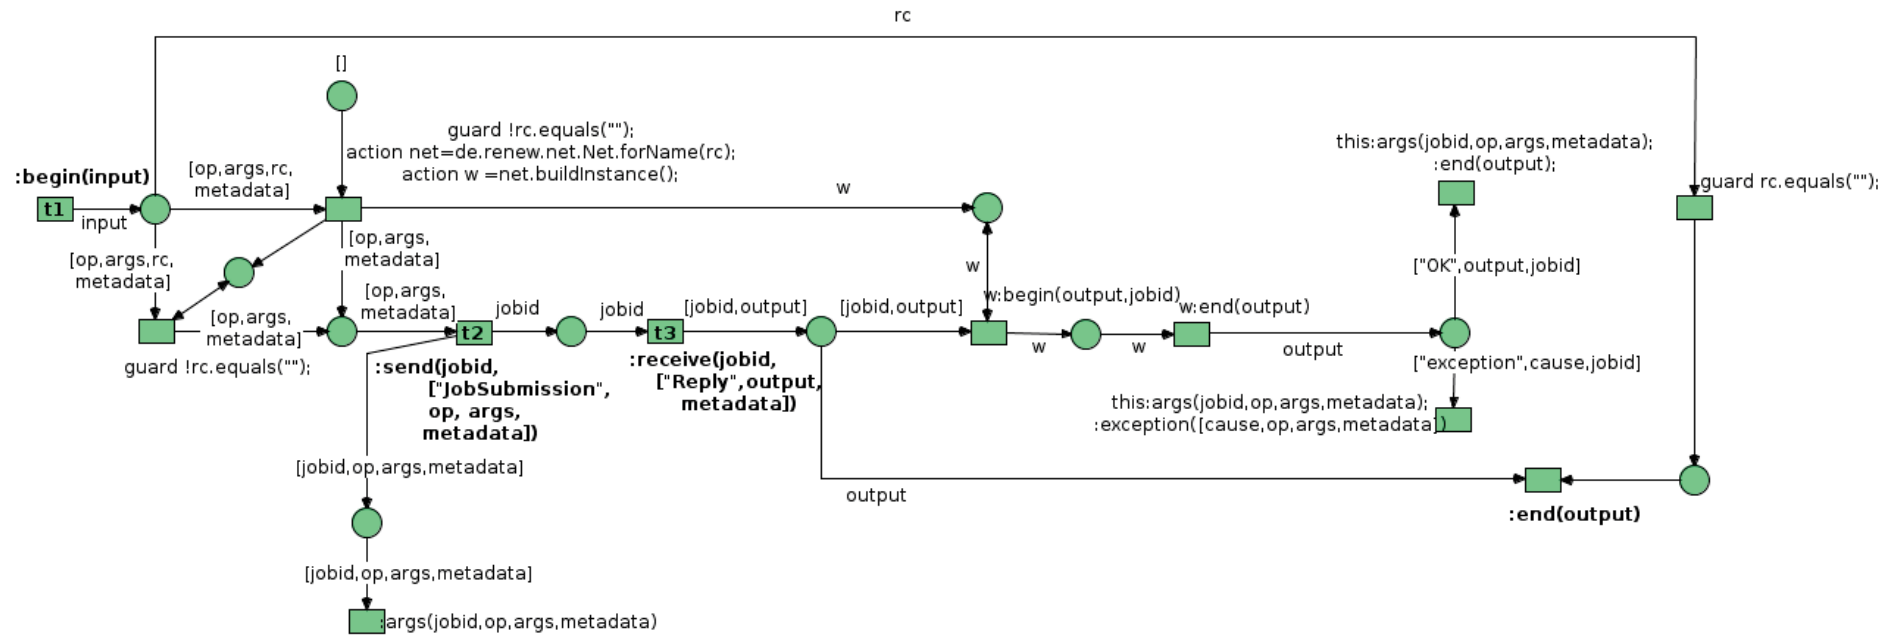 rc
[]
guard !rc.equals("");
action net=de.renew.net.Net.forName(rc);
action w =net.buildInstance();
this:args(jobid,op,args,metadata);
:end(output);
:begin(input)
[op,args,rc,
metadata]
w
guard rc.equals("");
t1
input
[op,args,rc,
metadata]
[op,args,
metadata]
w
["OK",output,jobid]
[op,args,
metadata]
[op,args,
metadata]
jobid
jobid
[jobid,output]
[jobid,output]
w:begin(output,jobid)
w:end(output)
t2
t3
w
w
output
guard !rc.equals("");
:send(jobid,
["JobSubmission",
op, args,
metadata])
:receive(jobid,
["Reply",output,
metadata])
["exception",cause,jobid]
this:args(jobid,op,args,metadata);
:exception([cause,op,args,metadata])
[jobid,op,args,metadata]
output
:end(output)
[jobid,op,args,metadata]
:args(jobid,op,args,metadata)